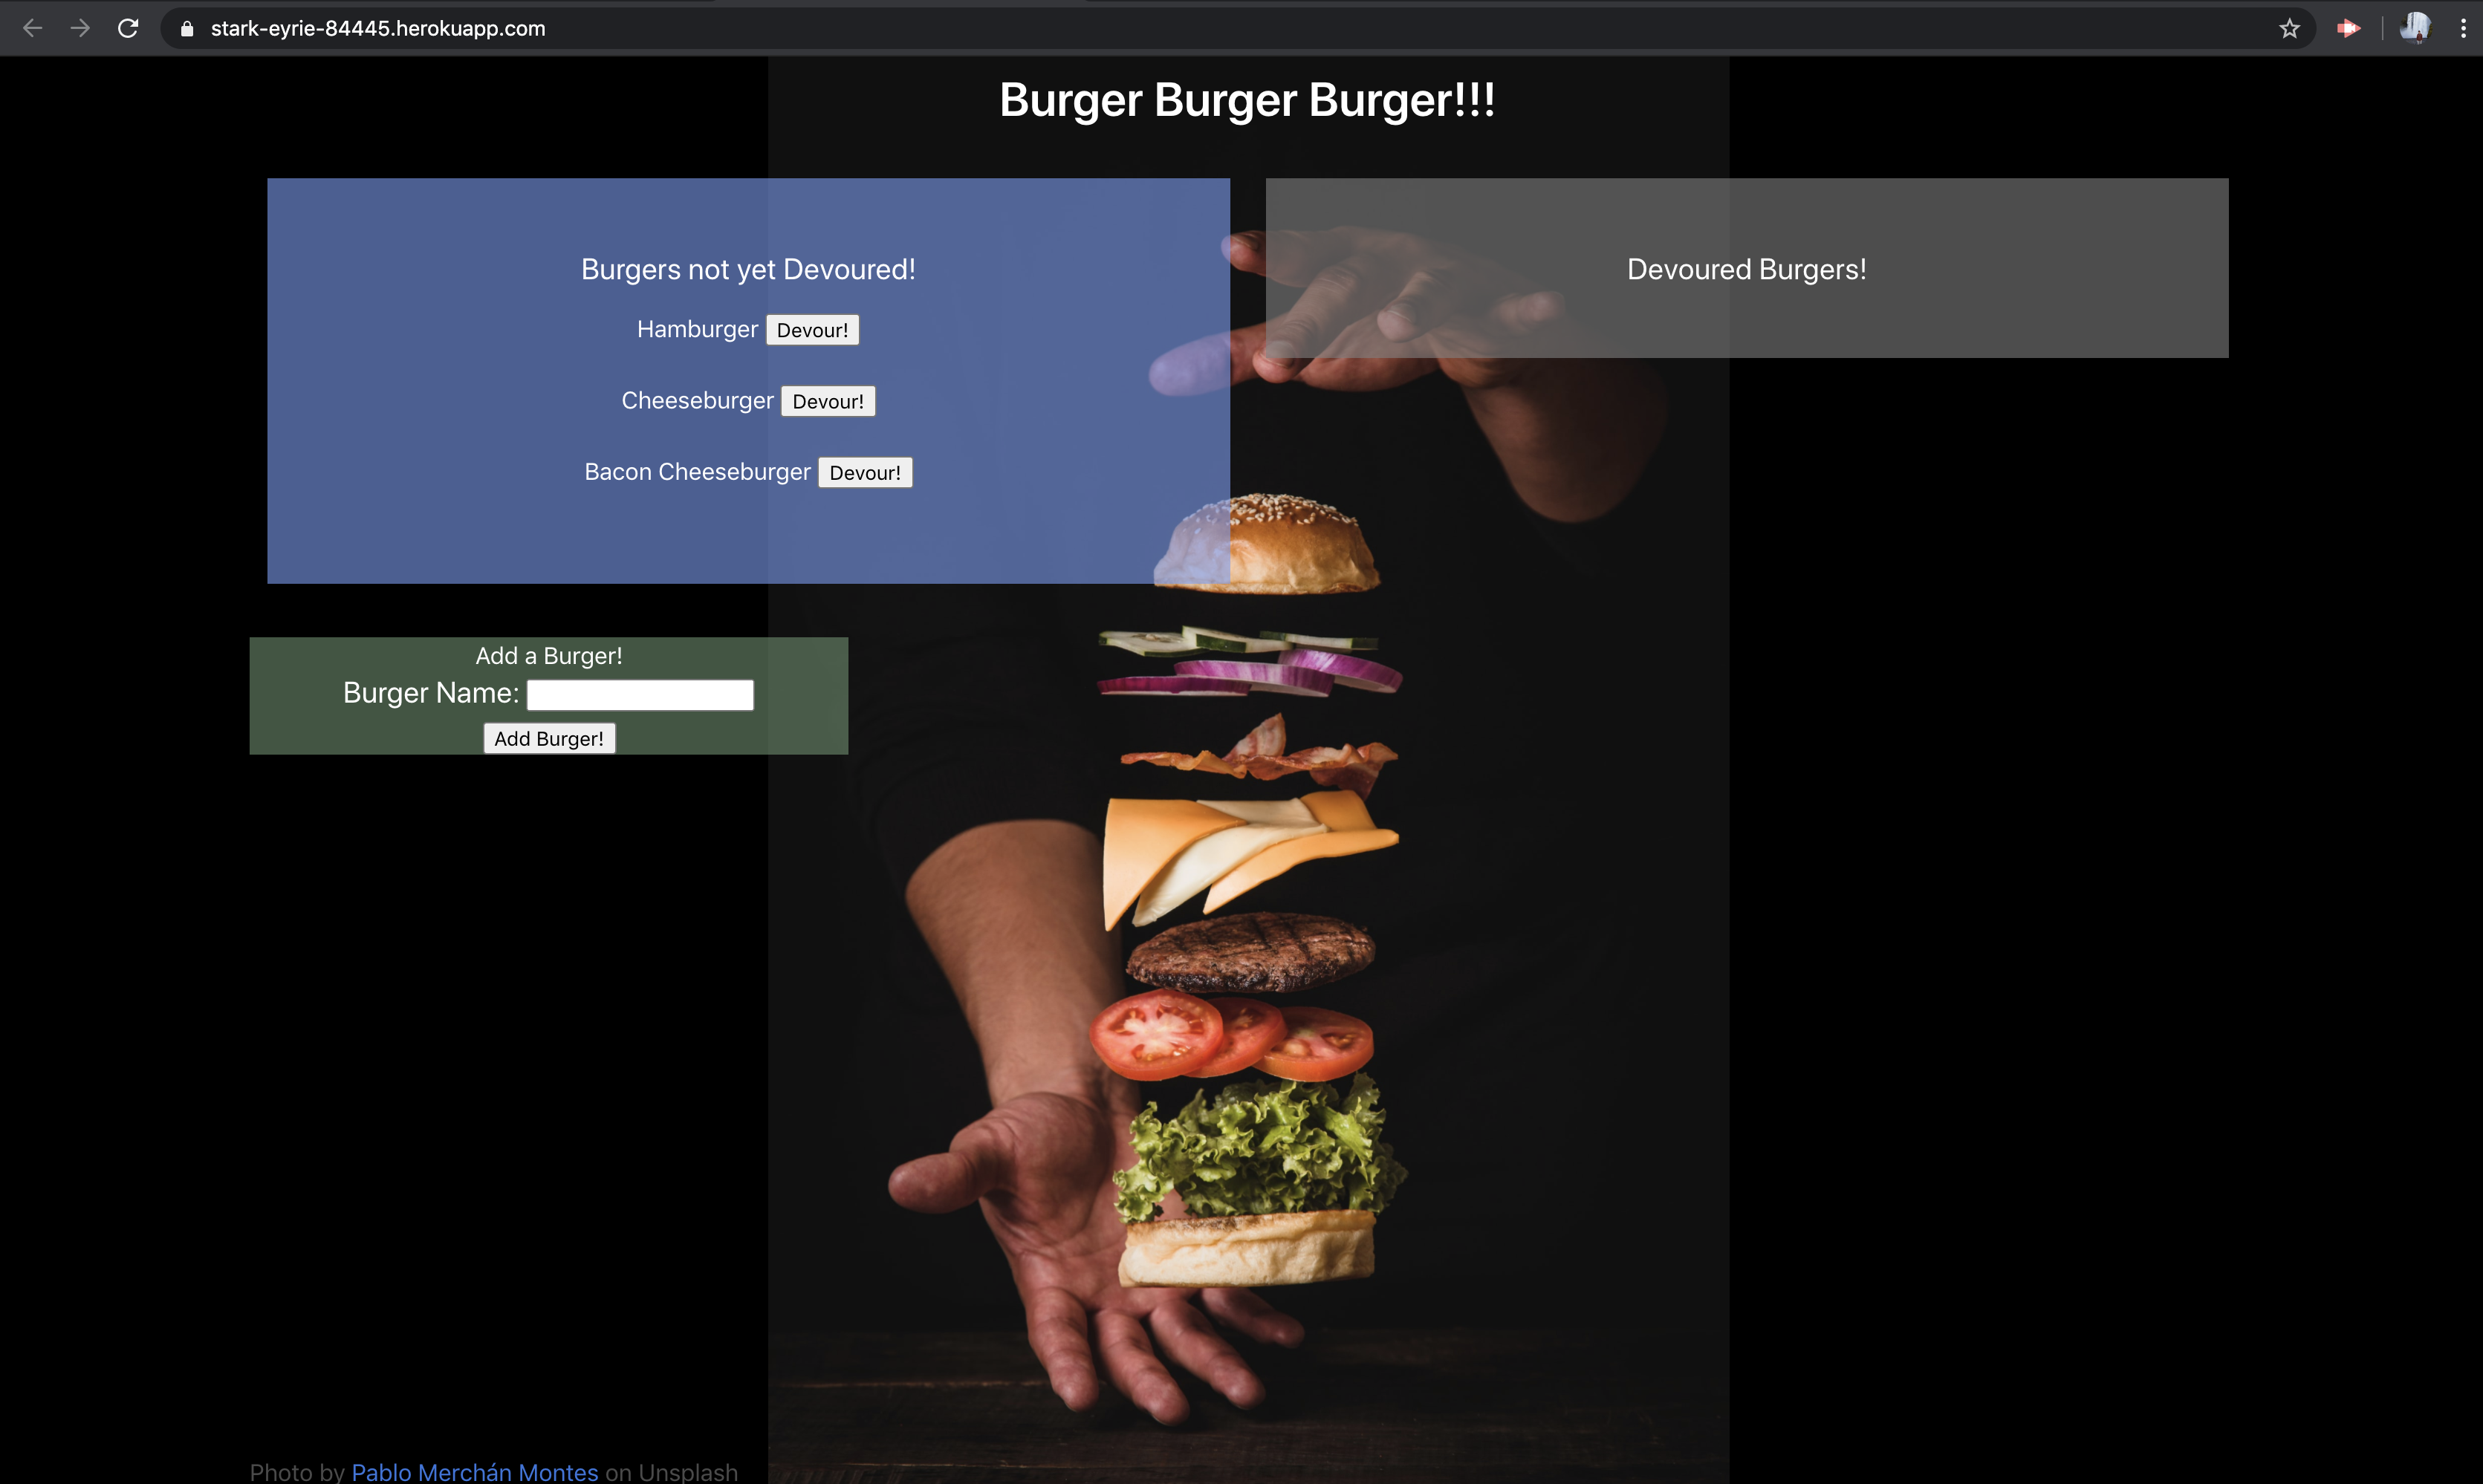 stark-eyrie-84445.herokuapp.com
Burger Burger Burger!!!
Burgers not yet Devoured!
Hamburger Devour!
Cheeseburger Devour!
Bacon Cheeseburger Devour!
Devoured Burgers!
Add a Burger!
Burger Name:
Add Burger!
Photo by Pablo Merchán Montes on Unsplash